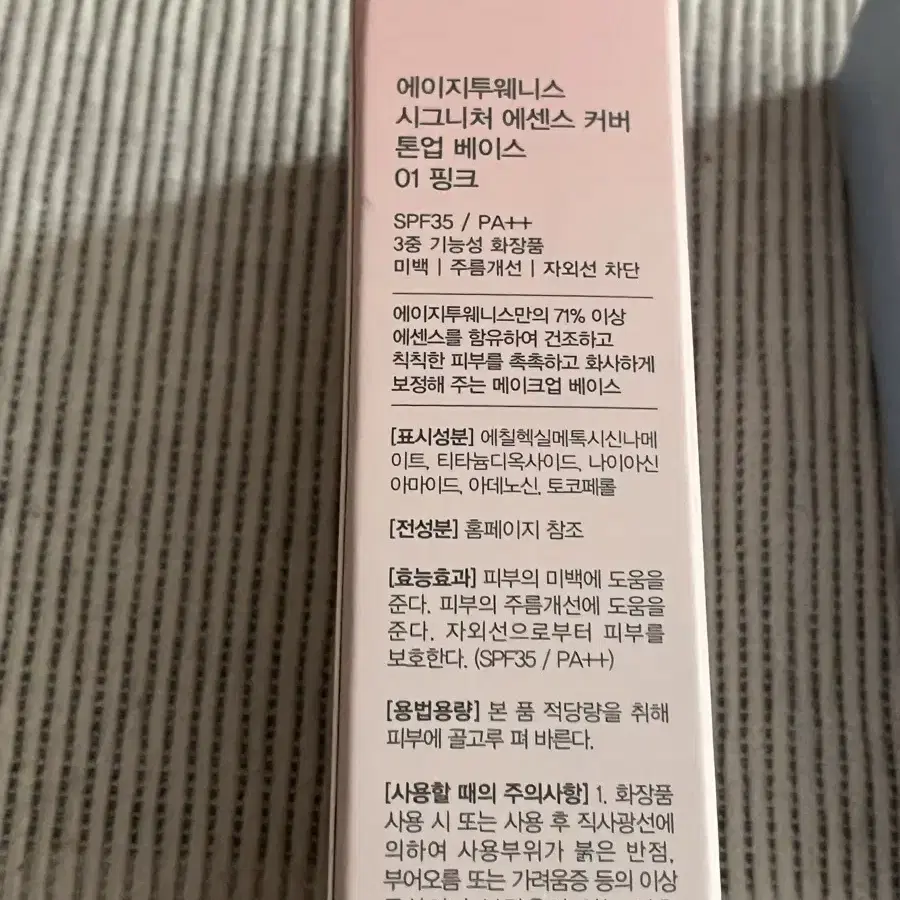 에이지투웨니스
시그니처 에센스 커버
톤업 베이스
01 핑크
SPF35 / PA++
3중 기능성 화장품
미백 | 주름개선 | 자외선 차단
에이지투웨니스만의 71% 이상
에센스를 함유하여 건조하고
칙칙한 피부를 촉촉하고 화사하게
보정해 주는 메이크업 베이스
[표시성분] 에칠헥실메톡시신나메
이트, 티타늄디옥사이드, 나이아신
아마이드, 아데노신, 토코페롤
[전성분] 홈페이지 참조
[효능효과] 피부의 미백에 도움을
준다. 피부의 주름개선에 도움을
준다. 자외선으로부터 피부를
보호한다. (SPF35 / PA++)
[용법용량] 본 품 적당량을 취해
피부에 골고루 펴 바른다.
[사용할 때의 주의사항] 1. 화장품
사용 시 또는 사용 후 직사광선에
의하여 사용부위가 붉은 반점,
부어오름 또는 가려움증 등의 이상